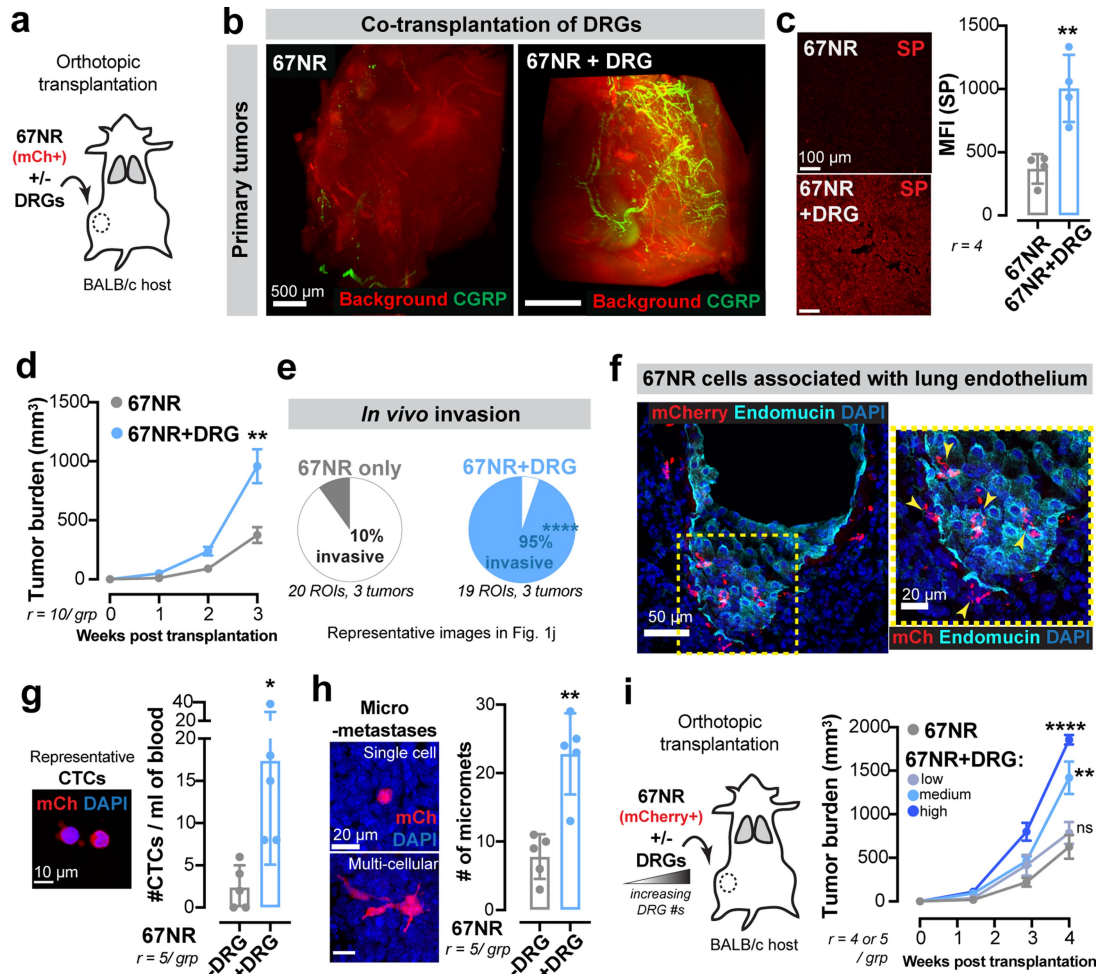 a
Orthotopic
transplantation
67NR
(mCh+)
+/-
DRGs
BALB/c host
b
Co-transplantation of DRGs
Primary tumors
67NR
67NR + DRG
500 µm
Background CGRP
Background CGRP
c
67NR SP
100 µm
67NR SP
+DRG
MFI (SP)
1500
1000
500
0
**
r = 4
67NR
67NR+DRG
d
Tumor burden (mm³)
1500
1000
500
0
67NR
67NR+DRG
**
0 1 2 3
r = 10/ grp
Weeks post transplantation
e
In vivo invasion
67NR only
67NR+DRG
10%
invasive
****
95%
invasive
20 ROIs, 3 tumors
19 ROIs, 3 tumors
Representative images in Fig. 1j
f
67NR cells associated with lung endothelium
mCherry Endomucin DAPI
50 µm
20 µm
mCh Endomucin DAPI
g
Representative
CTCs
mCh DAPI
10 µm
#CTCs / ml of blood
40
20
20
15
10
5
0
*
67NR
r = 5/ grp
-DRG
+DRG
h
Micro
-metastases
Single cell
mCh
DAPI
20 µm
Multi-cellular
# of micromets
30
20
10
0
**
67NR
r = 5/ grp
-DRG
+DRG
i
Orthotopic
transplantation
67NR
(mCherry+)
+/-
DRGs
increasing
DRG #s
BALB/c host
Tumor burden (mm³)
2000
1500
1000
500
0
67NR
67NR+DRG:
low
medium
high
****
**
ns
0 1 2 3 4
r = 4 or 5
/ grp
Weeks post transplantation